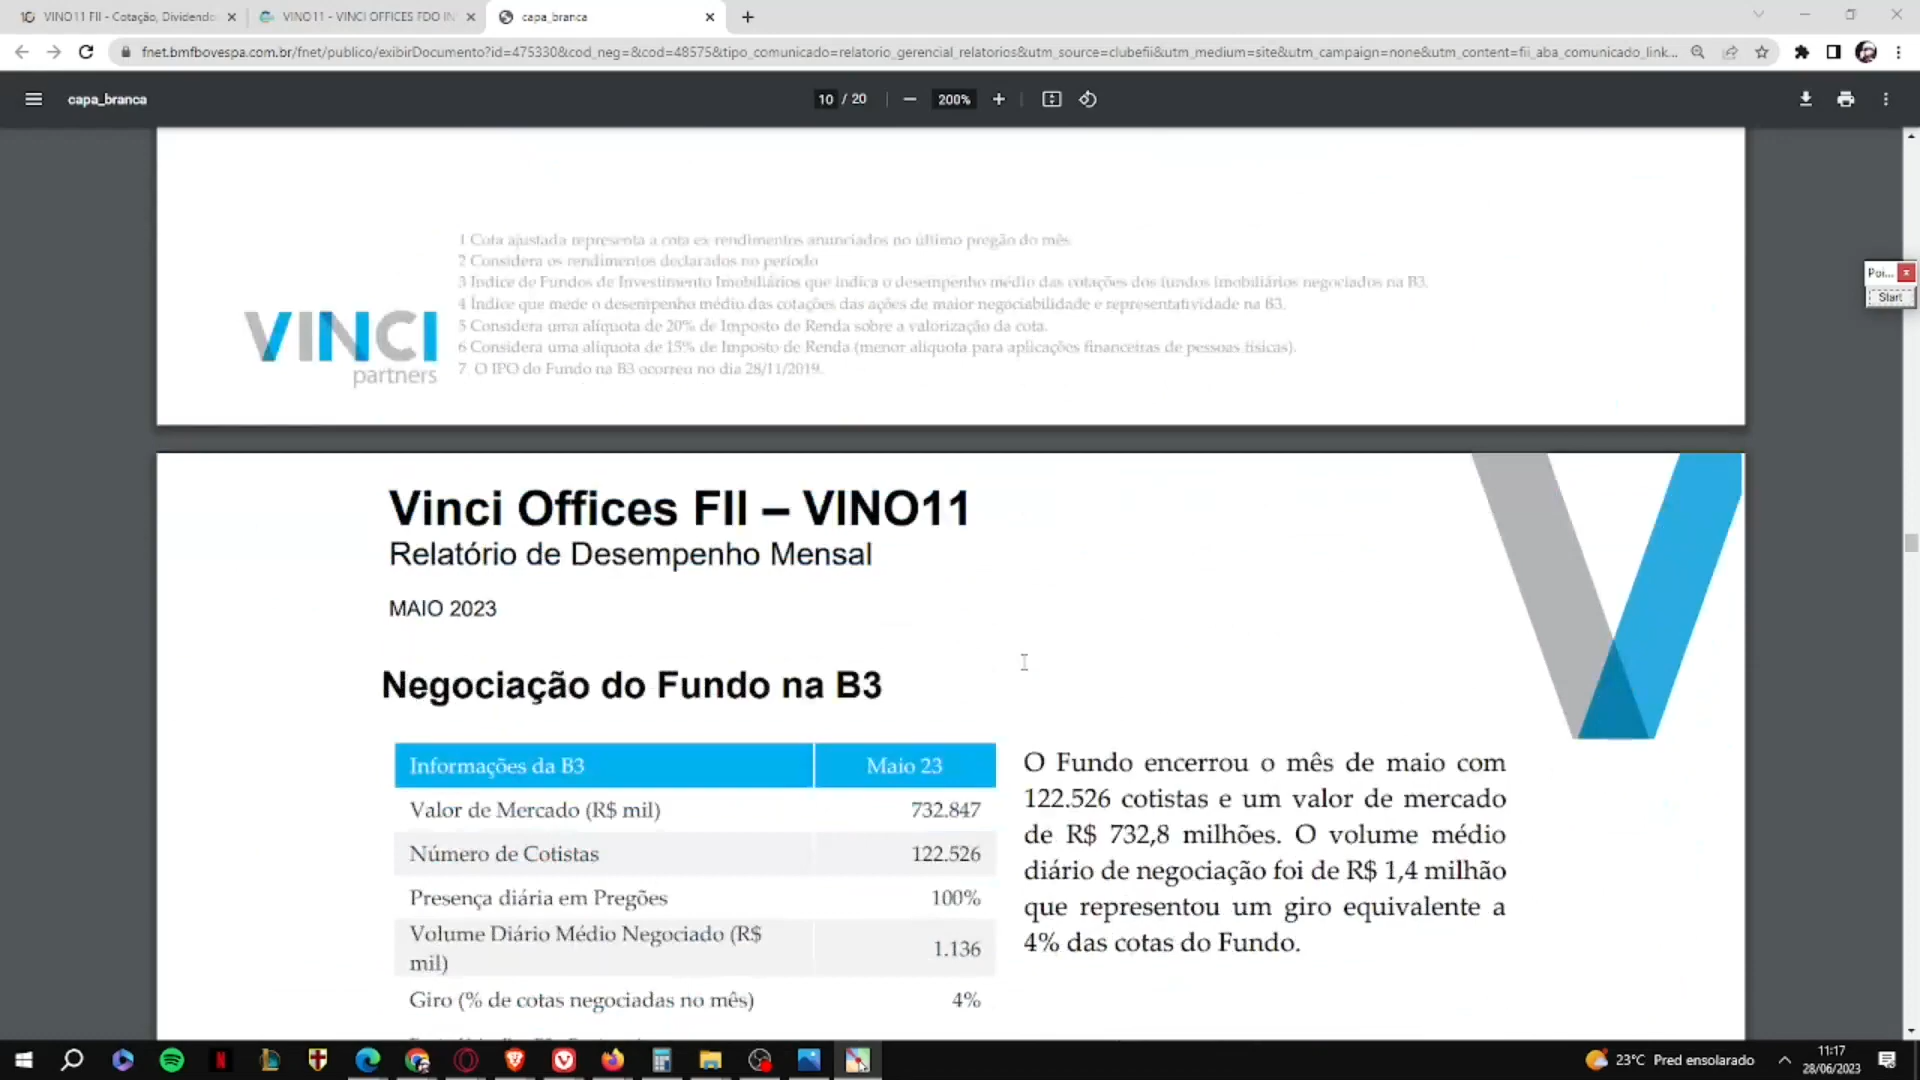 VINO11 FII - Cotação, Dividendo
VINO11 - VINCI OFFICES FDO IN
capa_branca
fnet.bmfbovespa.com.br/fnet/publico/exibirDocumento?id=475330&cod_neg=&cod=48575&tipo_comunicado=relatorio_gerencial_relatorios&utm_source=clubefii&utm_medium=site&utm_campaign=none&utm_content=fii_aba_comunicado_link...
capa_branca
10 / 20
200%
1 Cota ajustada representa a cota ex rendimentos anunciados no último pregão do mês.
2 Considera os rendimentos declarados no período
3 Índice de Fundos de Investimento Imobiliários que indica o desempenho médio das cotações dos fundos imobiliários negociados na B3.
4 Índice que mede o desempenho médio das cotações das ações de maior negociabilidade e representatividade na B3.
5 Considera uma alíquota de 20% de Imposto de Renda sobre a valorização da cota.
6 Considera uma alíquota de 15% de Imposto de Renda (menor alíquota para aplicações financeiras de pessoas físicas).
7. O IPO do Fundo na B3 ocorreu no dia 28/11/2019.
VINCI
partners
Poi...
Start
Vinci Offices FII – VINO11
Relatório de Desempenho Mensal
MAIO 2023
Negociação do Fundo na B3
Informações da B3 Maio 23
Valor de Mercado (R$ mil) 732.847
Número de Cotistas 122.526
Presença diária em Pregões 100%
Volume Diário Médio Negociado (R$
mil) 1.136
Giro (% de cotas negociadas no mês) 4%
O Fundo encerrou o mês de maio com
122.526 cotistas e um valor de mercado
de R$ 732,8 milhões. O volume médio
diário de negociação foi de R$ 1,4 milhão
que representou um giro equivalente a
4% das cotas do Fundo.
23°C Pred ensolarado
11:17
28/06/2023